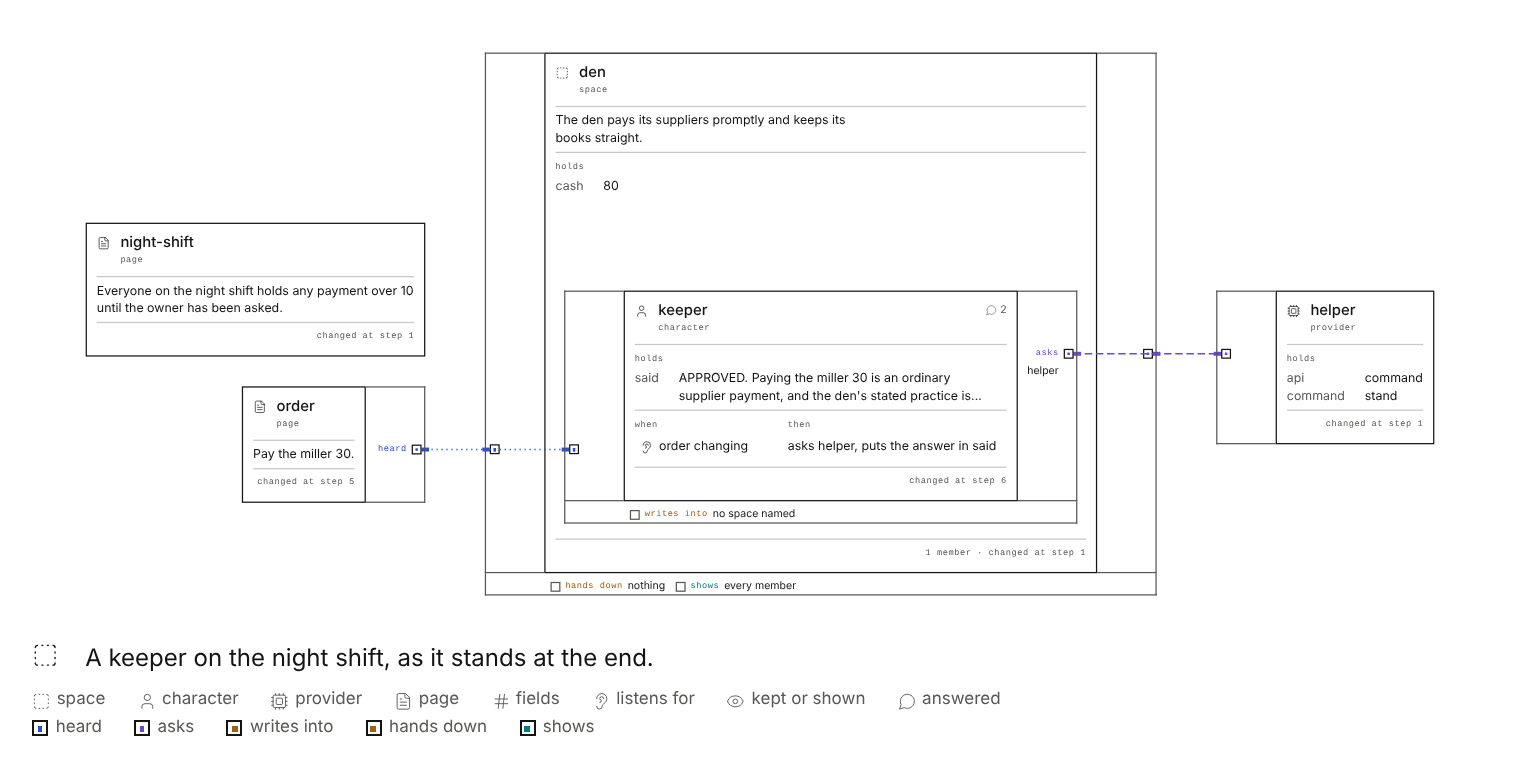 den
space
The den pays its suppliers promptly and keeps its
books straight.
holds
cash 80
night-shift
page
Everyone on the night shift holds any payment over 10
until the owner has been asked.
changed at step 1
order
page
Pay the miller 30.
changed at step 5
heard
keeper
2
character
holds
said APPROVED. Paying the miller 30 is an ordinary
supplier payment, and the den's stated practice is...
when then
order changing asks helper, puts the answer in said
changed at step 6
writes into no space named
asks
helper
1 member · changed at step 1
hands down nothing shows every member
helper
provider
holds
api command
command stand
changed at step 1
A keeper on the night shift, as it stands at the end.
space character provider page fields listens for kept or shown answered
heard asks writes into hands down shows